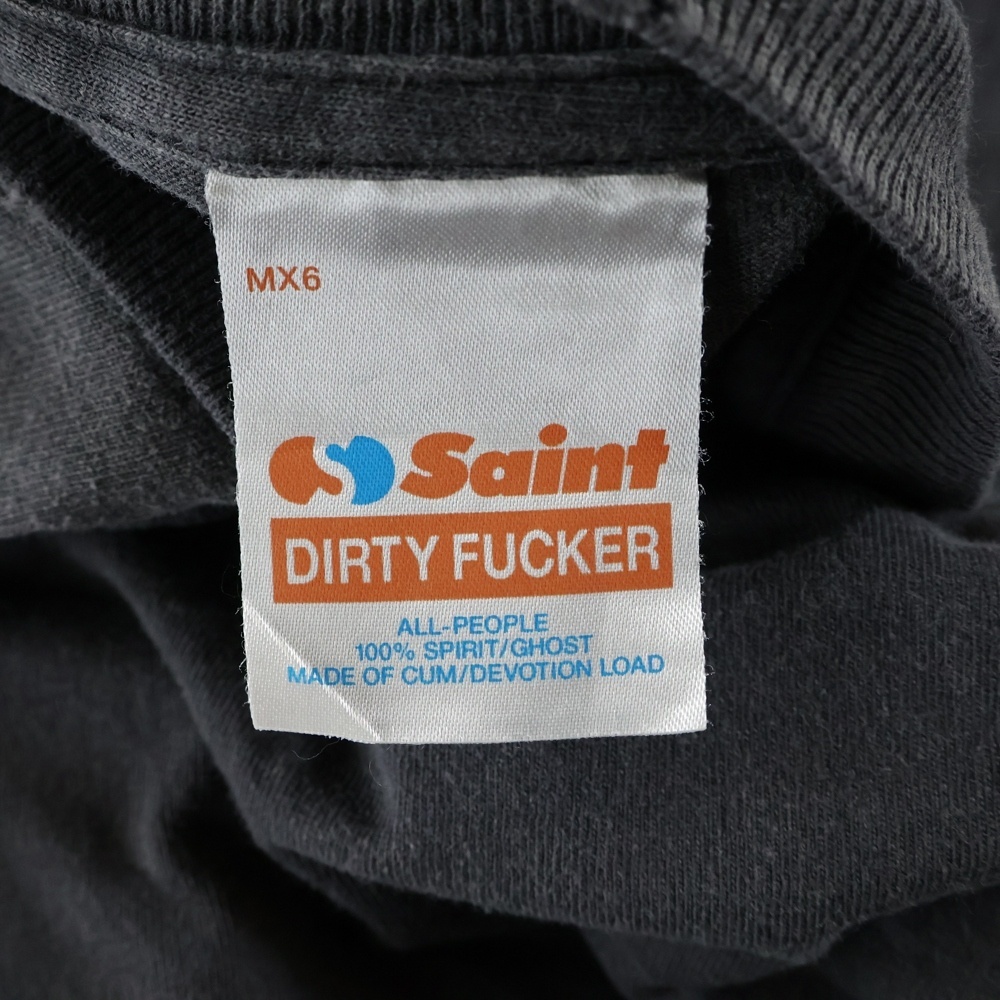 MX6
Saint
DIRTY FUCKER
ALL-PEOPLE
100% SPIRIT/GHOST
MADE OF CUM/DEVOTION LOAD